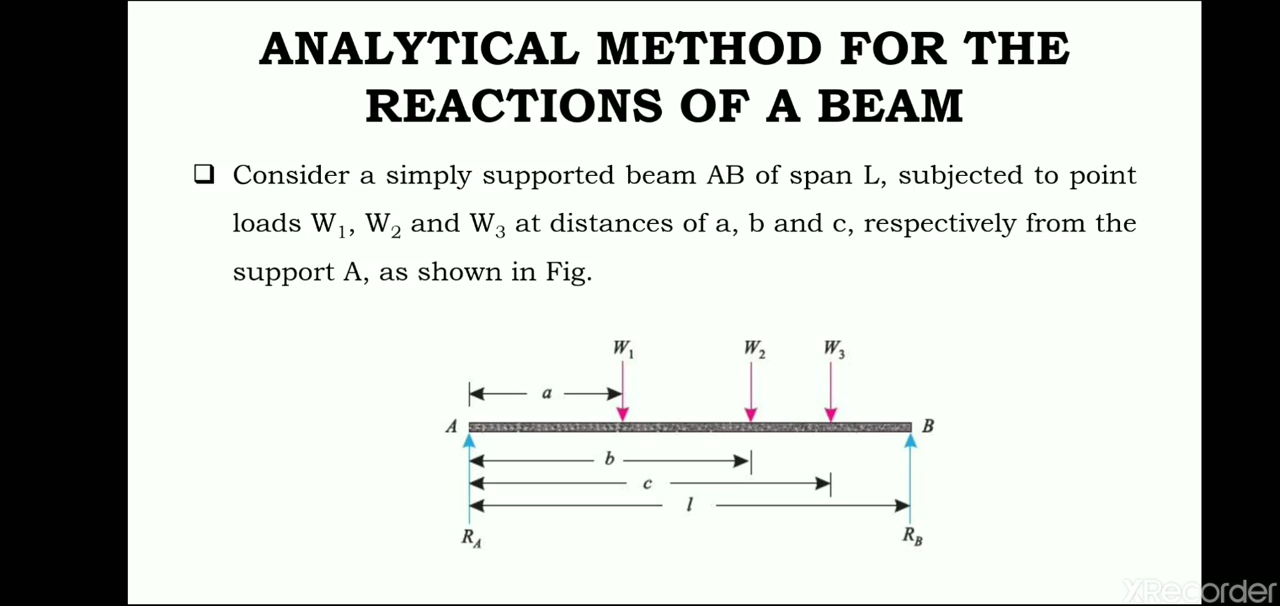 ANALYTICAL METHOD FOR THE
REACTIONS OF A BEAM
❑ Consider a simply supported beam AB of span L, subjected to point
loads W₁, W₂ and W₃ at distances of a, b and c, respectively from the
support A, as shown in Fig.
W₁ W₂ W₃
a
A B
b
c
l
R_A R_B
XRecorder